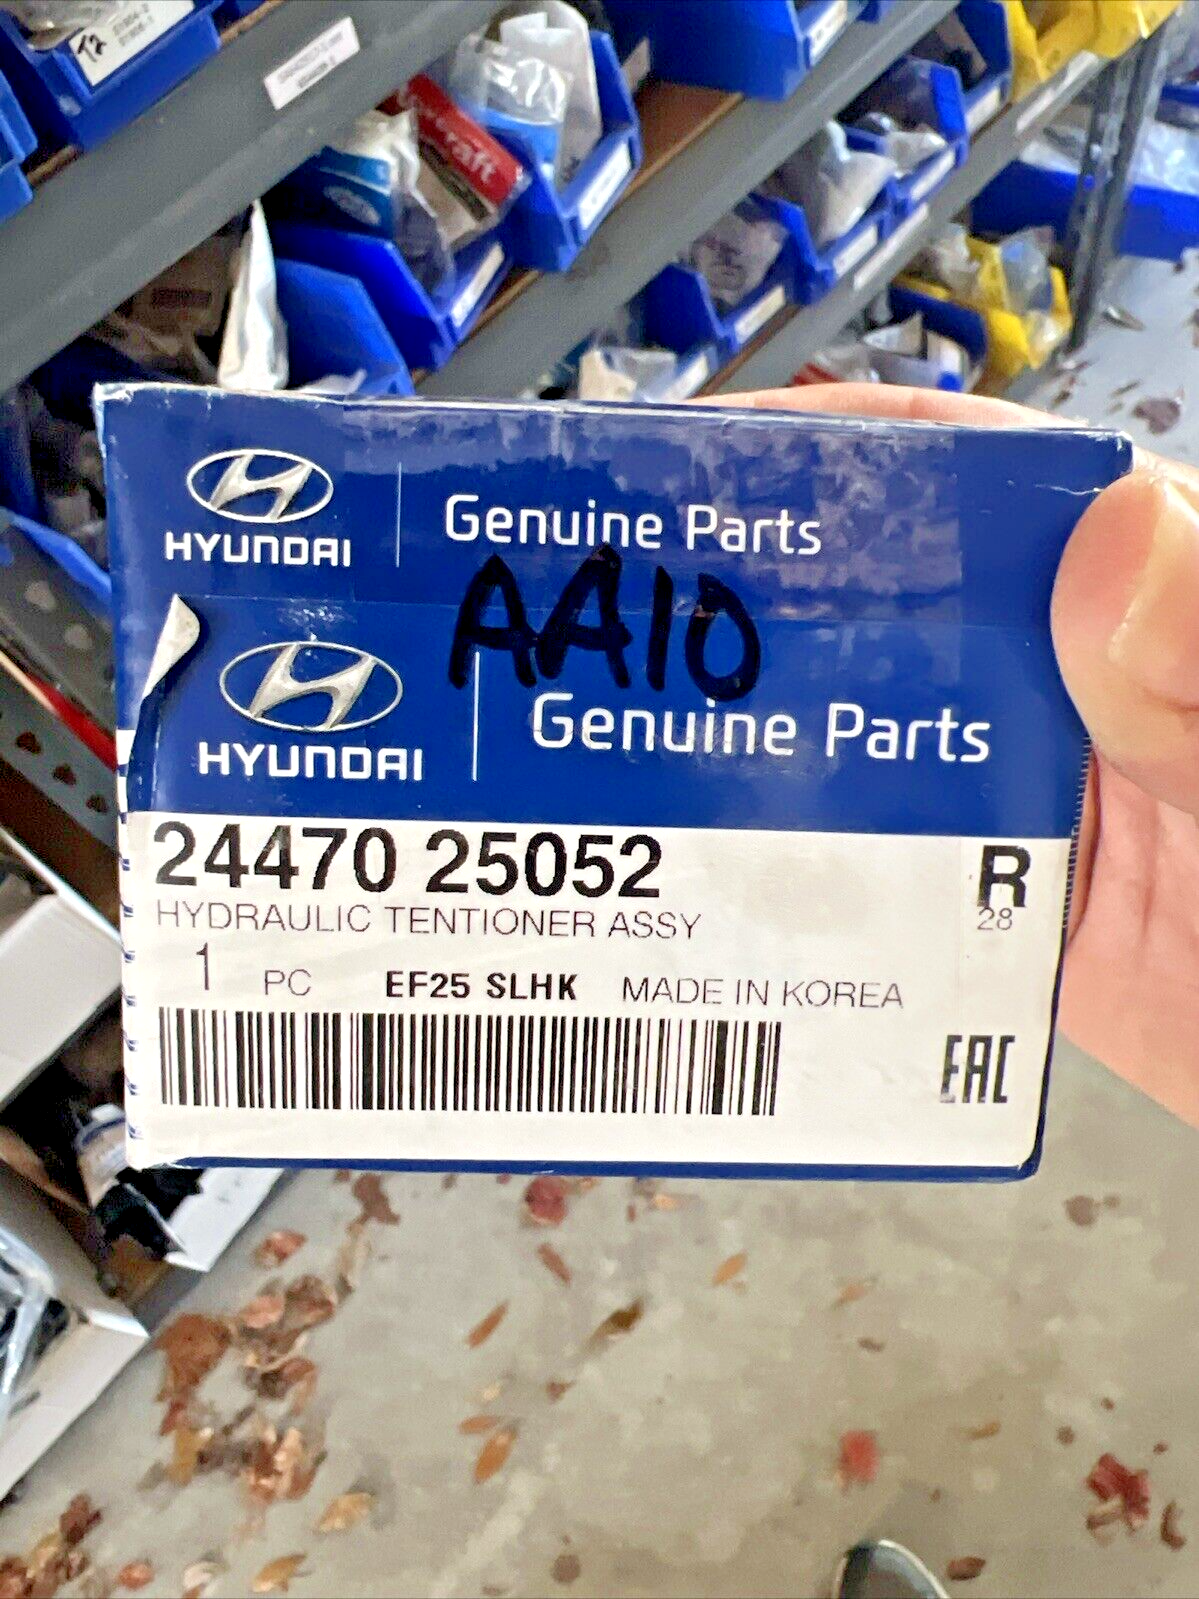 HYUNDAI
Genuine Parts
AA10
HYUNDAI
Genuine Parts
24470 25052
R
HYDRAULIC TENTIONER ASSY
28
1 PC EF25 SLHK MADE IN KOREA
EAC